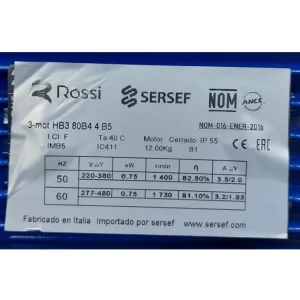 Rossi SERSEF NOM ANCE
3-mot HB3 80B4 4 B5 NOM-016-ENER-2016
I.Cl F Ta 40 C Motor Cerrado IP 55 CE EAC
IMB5 IC411 12.00Kg S1
HZ V kW 1/min η A
50 220-380 0.75 1 400 82.50% 3.5/2.0
60 277-480 0.75 1 730 81.10% 3.2/1.85
Fabricado en Italia Importado por sersef www.sersef.com